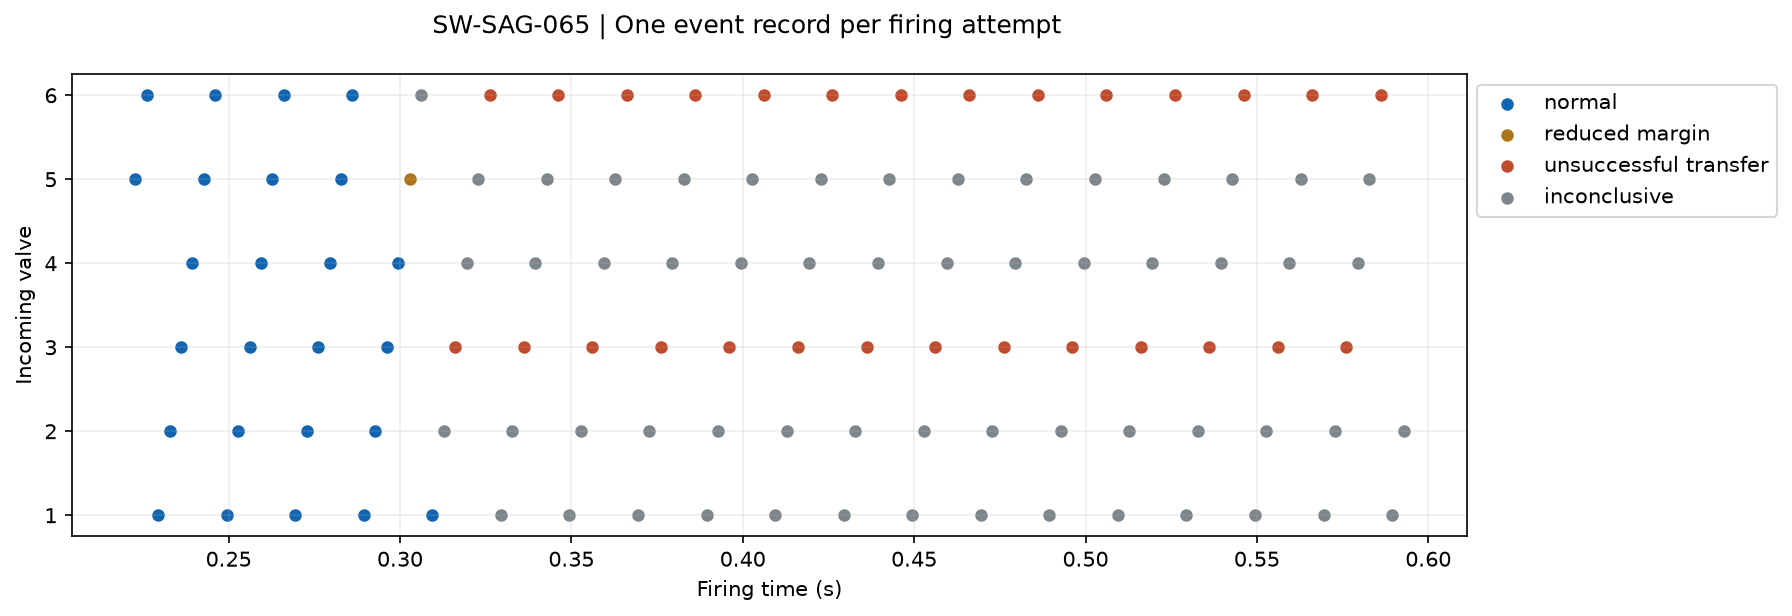 SW-SAG-065 | One event record per firing attempt
normal
reduced margin
unsuccessful transfer
inconclusive
Incoming valve
6
5
4
3
2
1
0.25 0.30 0.35 0.40 0.45 0.50 0.55 0.60
Firing time (s)